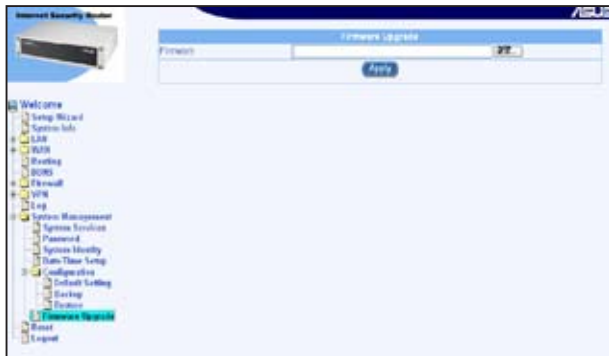 Internet Security Router
ASUS
Firmware Upgrade
Firmware
Apply
Welcome
Setup Wizard
System Info
LAN
WAN
Routing
DDNS
Firewall
VPN
Log
System Management
System Services
Password
System Identity
Date-Time Setup
Configuration
Default Setting
Backup
Restore
Firmware Upgrade
Reset
Logout